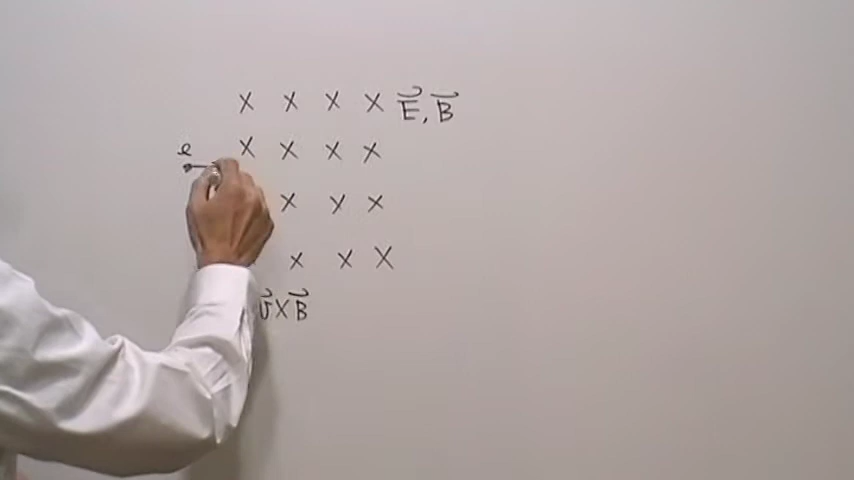 × × × × E⃗, B⃗
e × × × ×
× × ×
× × ×
v⃗×B⃗